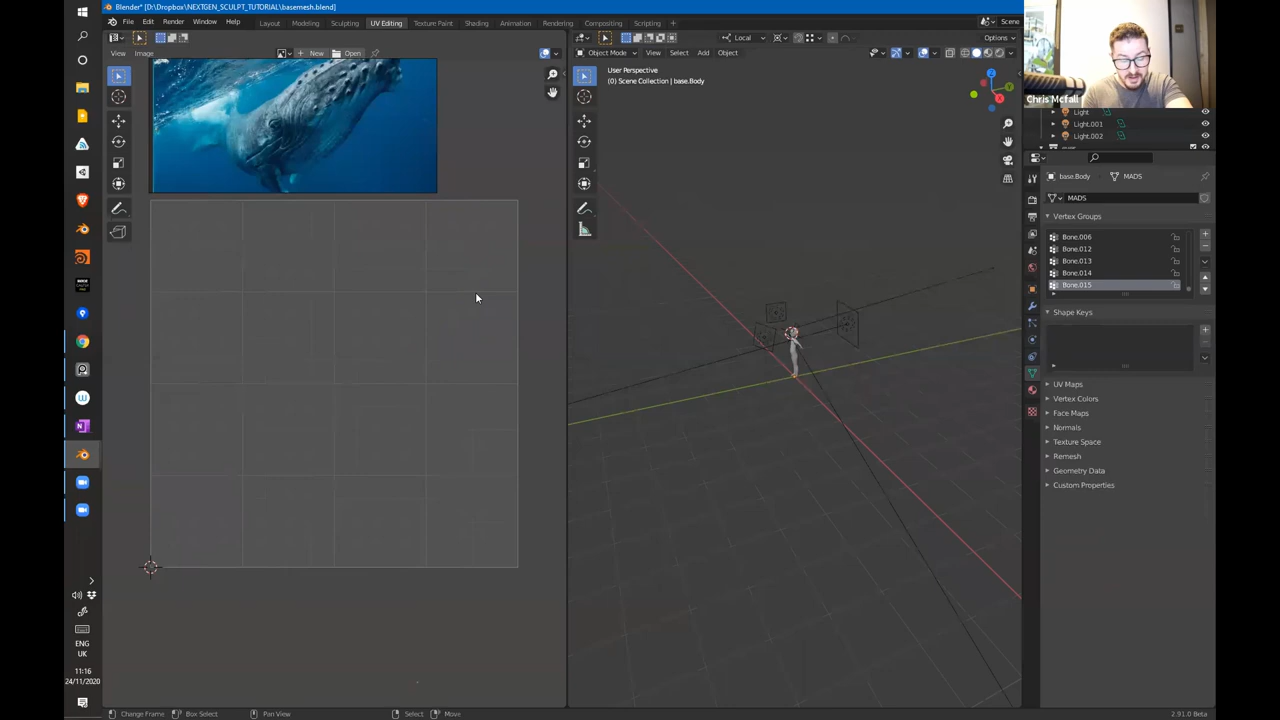 Blender* [D:\Dropbox\NEXTGEN_SCULPT_TUTORIAL\basemesh.blend]
File Edit Render Window Help Layout Modeling Sculpting UV Editing Texture Paint Shading Animation Rendering Compositing Scripting + Scene
+ New Open
Local Options
View Image
Object Mode View Select Add Object
User Perspective
(0) Scene Collection | base.Body
Chris Mcfall
Light
Light.001
Light.002
base.Body MADS
MADS
Vertex Groups
Bone.006
Bone.012
Bone.013
Bone.014
Bone.015
Shape Keys
UV Maps
Vertex Colors
Face Maps
Normals
Texture Space
Remesh
Geometry Data
Custom Properties
ENG
UK
11:16
24/11/2020
Change Frame Box Select Pan View Select Move 2.91.0 Beta